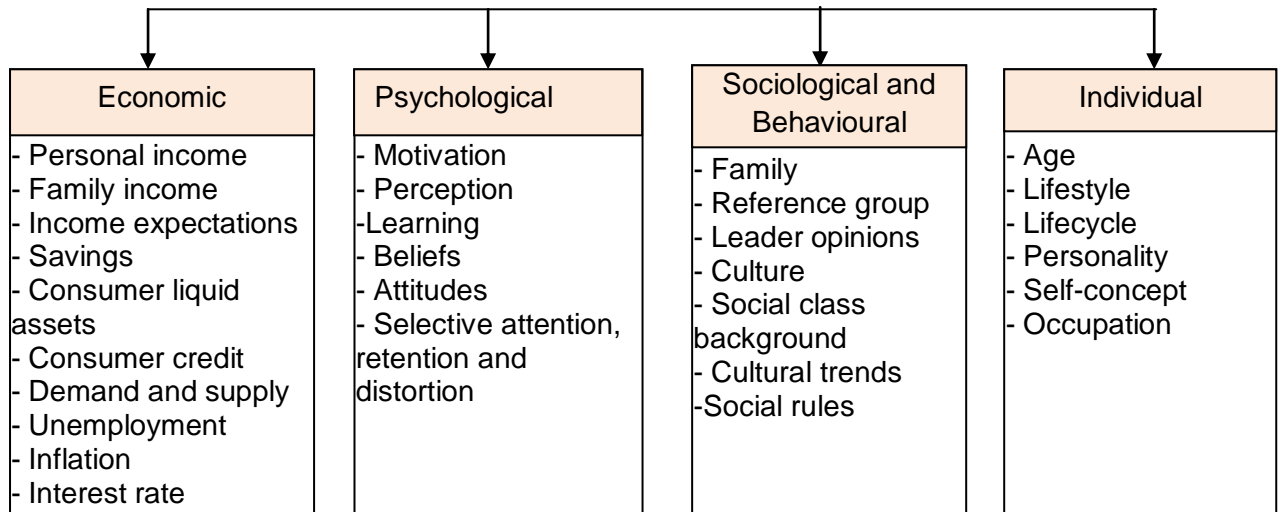 Economic
- Personal income
- Family income
- Income expectations
- Savings
- Consumer liquid
assets
- Consumer credit
- Demand and supply
- Unemployment
- Inflation
- Interest rate
Psychological
- Motivation
- Perception
-Learning
- Beliefs
- Attitudes
- Selective attention,
retention and
distortion
Sociological and
Behavioural
- Family
- Reference group
- Leader opinions
- Culture
- Social class
background
- Cultural trends
-Social rules
Individual
- Age
- Lifestyle
- Lifecycle
- Personality
- Self-concept
- Occupation